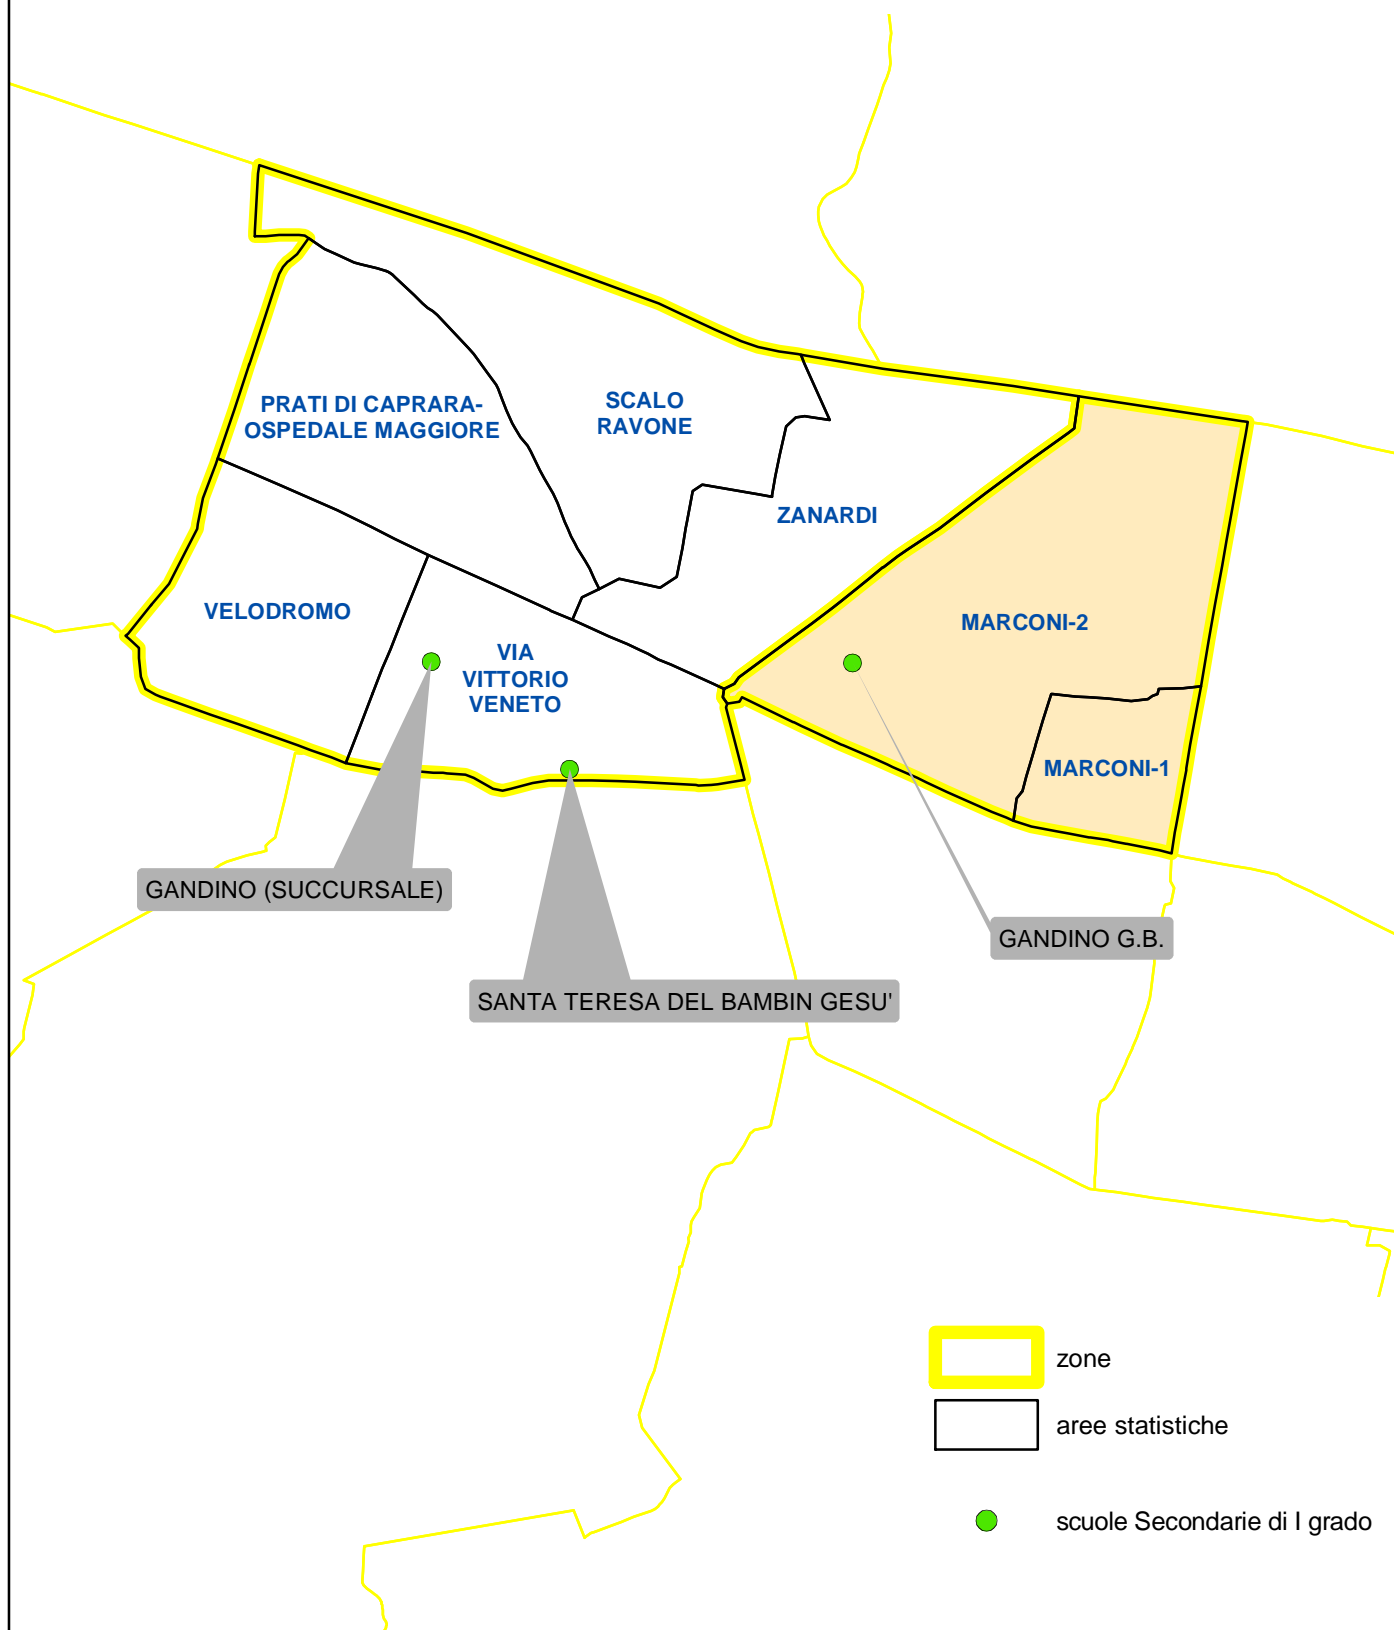 PRATI DI CAPRARA-
OSPEDALE MAGGIORE
SCALO
RAVONE
ZANARDI
VELODROMO
VIA
VITTORIO
VENETO
MARCONI-2
MARCONI-1
GANDINO (SUCCURSALE)
GANDINO G.B.
SANTA TERESA DEL BAMBIN GESU'
zone
aree statistiche
scuole Secondarie di I grado